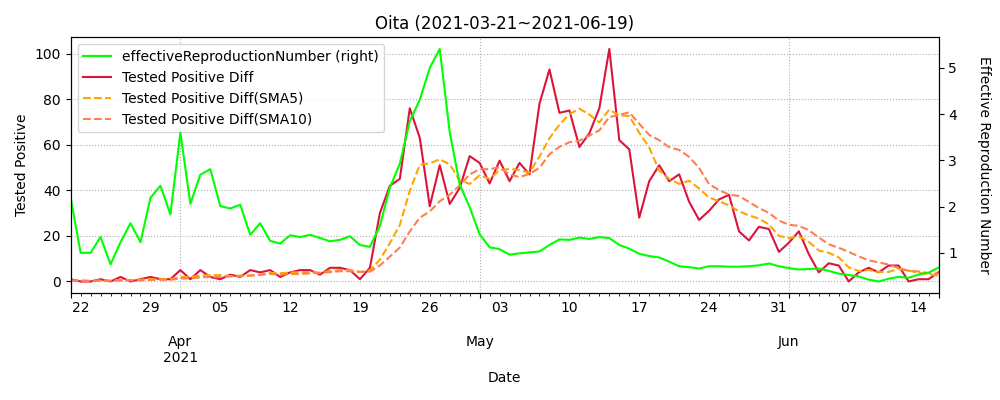 Oita (2021-03-21~2021-06-19)
effectiveReproductionNumber (right)
Tested Positive Diff
Tested Positive Diff(SMA5)
Tested Positive Diff(SMA10)
Tested Positive
100
80
60
40
20
0
5
4
3
2
1
Effective Reproduction Number
22 29 05 12 19 26 03 10 17 24 31 07 14
Apr May Jun
2021
Date